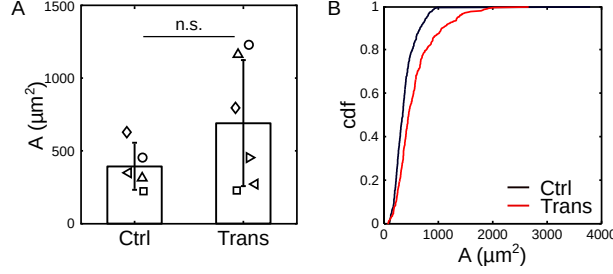 A
B
1500
1000
500
0
A (µm²)
n.s.
Ctrl
Trans
1
0.8
0.6
0.4
0.2
0
cdf
Ctrl
Trans
0
1000
2000
3000
4000
A (µm²)